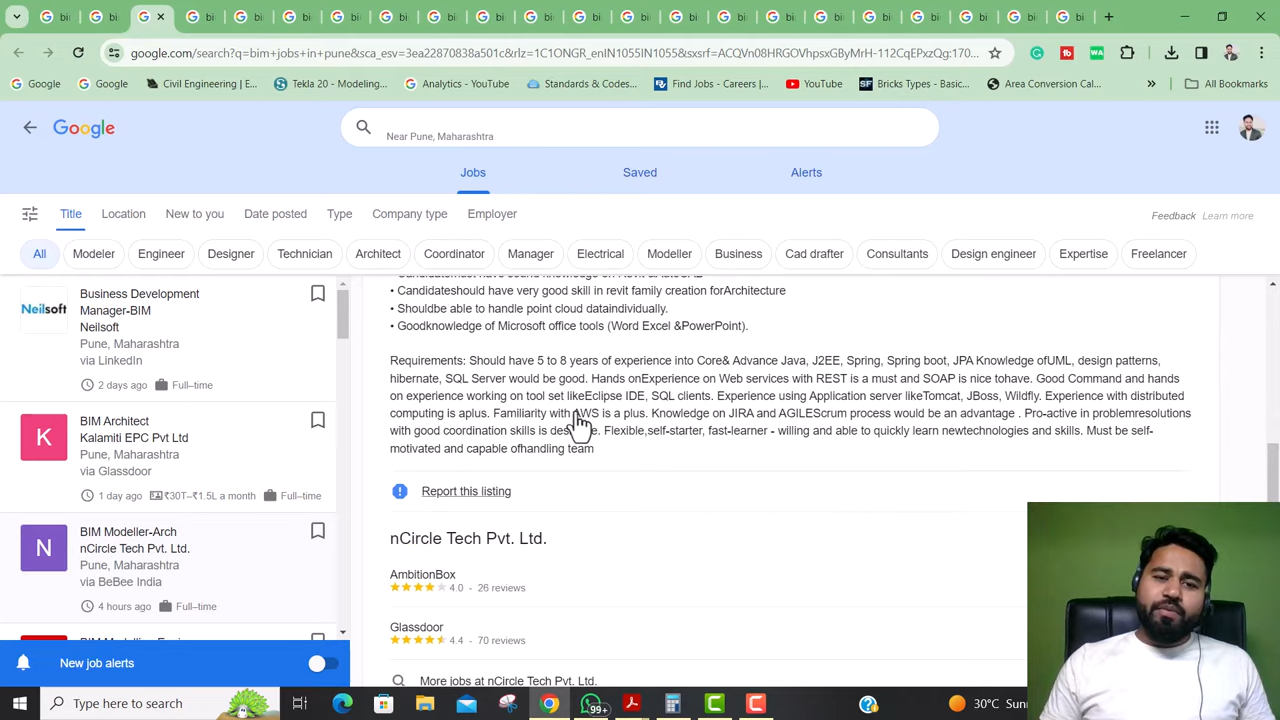 google.com/search?q=bim+jobs+in+pune&sca_esv=3ea22870838a501c&rlz=1C1ONGR_enIN1055IN1055&sxsrf=ACQVn08HRGOVhpsxGByMrH-112CqEPxzQg:170...
Google
Google
Civil Engineering | E...
Tekla 20 - Modeling...
Analytics - YouTube
Standards & Codes...
Find Jobs - Careers |...
YouTube
Bricks Types - Basic...
Area Conversion Cal...
All Bookmarks
Google
Near Pune, Maharashtra
Jobs
Saved
Alerts
Title
Location
New to you
Date posted
Type
Company type
Employer
Feedback
Learn more
All
Modeler
Engineer
Designer
Technician
Architect
Coordinator
Manager
Electrical
Modeller
Business
Cad drafter
Consultants
Design engineer
Expertise
Freelancer
Neilsoft
Business Development
Manager-BIM
Neilsoft
Pune, Maharashtra
via LinkedIn
2 days ago
Full–time
K
BIM Architect
Kalamiti EPC Pvt Ltd
Pune, Maharashtra
via Glassdoor
1 day ago
₹30T–₹1.5L a month
Full–time
N
BIM Modeller-Arch
nCircle Tech Pvt. Ltd.
Pune, Maharashtra
via BeBee India
4 hours ago
Full–time
New job alerts
• Candidateshould have very good skill in revit family creation forArchitecture
• Shouldbe able to handle point cloud dataindividually.
• Goodknowledge of Microsoft office tools (Word Excel &PowerPoint).
Requirements: Should have 5 to 8 years of experience into Core& Advance Java, J2EE, Spring, Spring boot, JPA Knowledge ofUML, design patterns,
hibernate, SQL Server would be good. Hands onExperience on Web services with REST is a must and SOAP is nice tohave. Good Command and hands
on experience working on tool set likeEclipse IDE, SQL clients. Experience using Application server likeTomcat, JBoss, Wildfly. Experience with distributed
computing is aplus. Familiarity with AWS is a plus. Knowledge on JIRA and AGILEScrum process would be an advantage . Pro-active in problemresolutions
with good coordination skills is Flexible,self-starter, fast-learner - willing and able to quickly learn newtechnologies and skills. Must be self-
motivated and capable ofhandling team
Report this listing
nCircle Tech Pvt. Ltd.
AmbitionBox
4.0 - 26 reviews
Glassdoor
4.4 - 70 reviews
More jobs at nCircle Tech Pvt. Ltd.
Type here to search
99+
30°C Sun